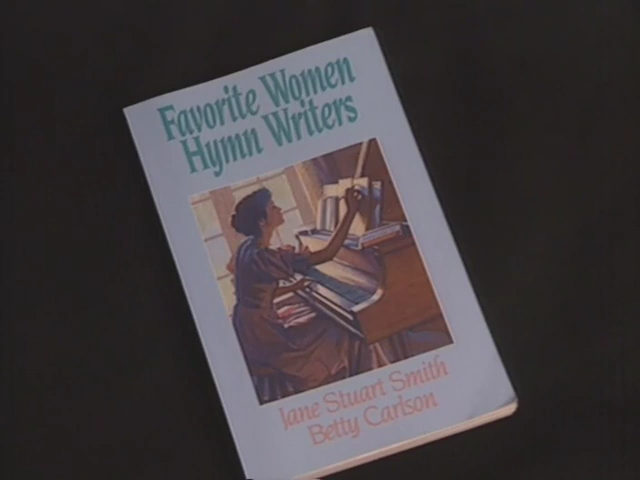 Favorite Women
Hymn Writers
Jane Stuart Smith
Betty Carlson